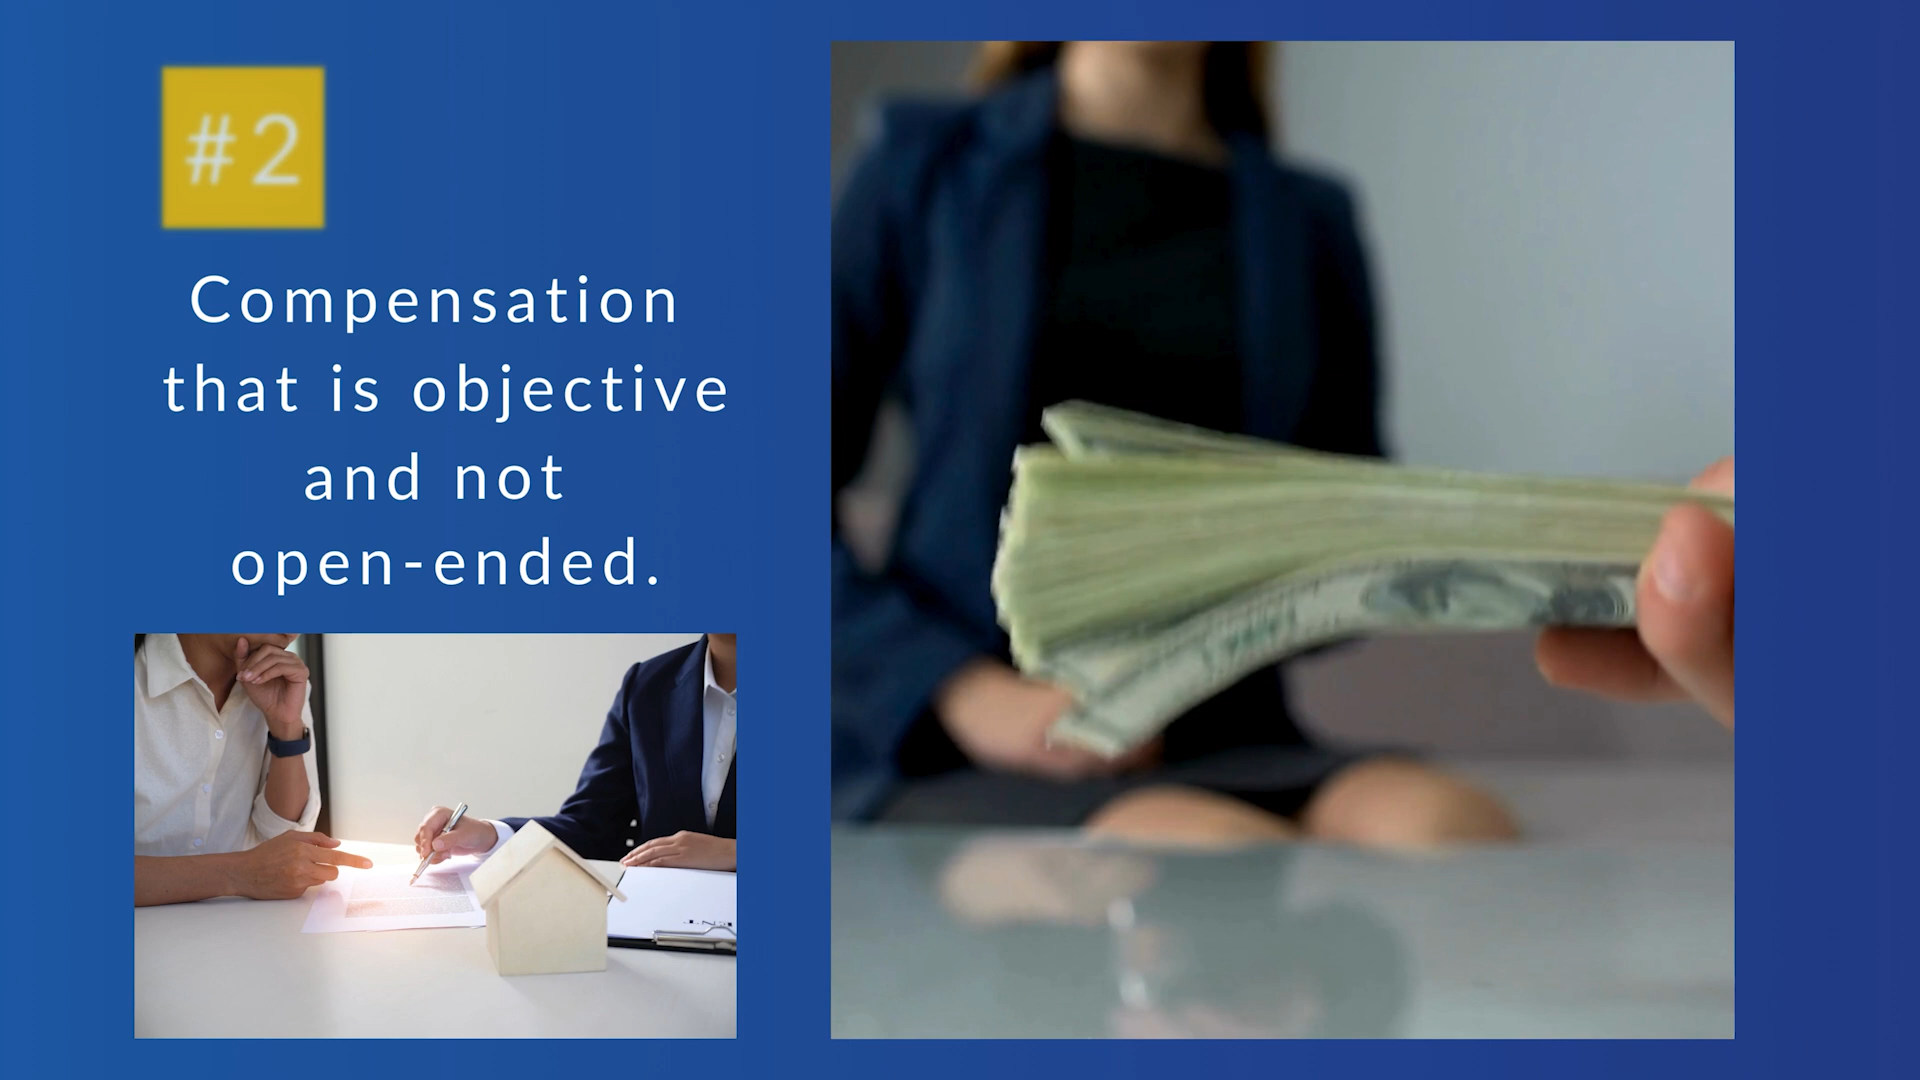 #2
Compensation
that is objective
and not
open-ended.